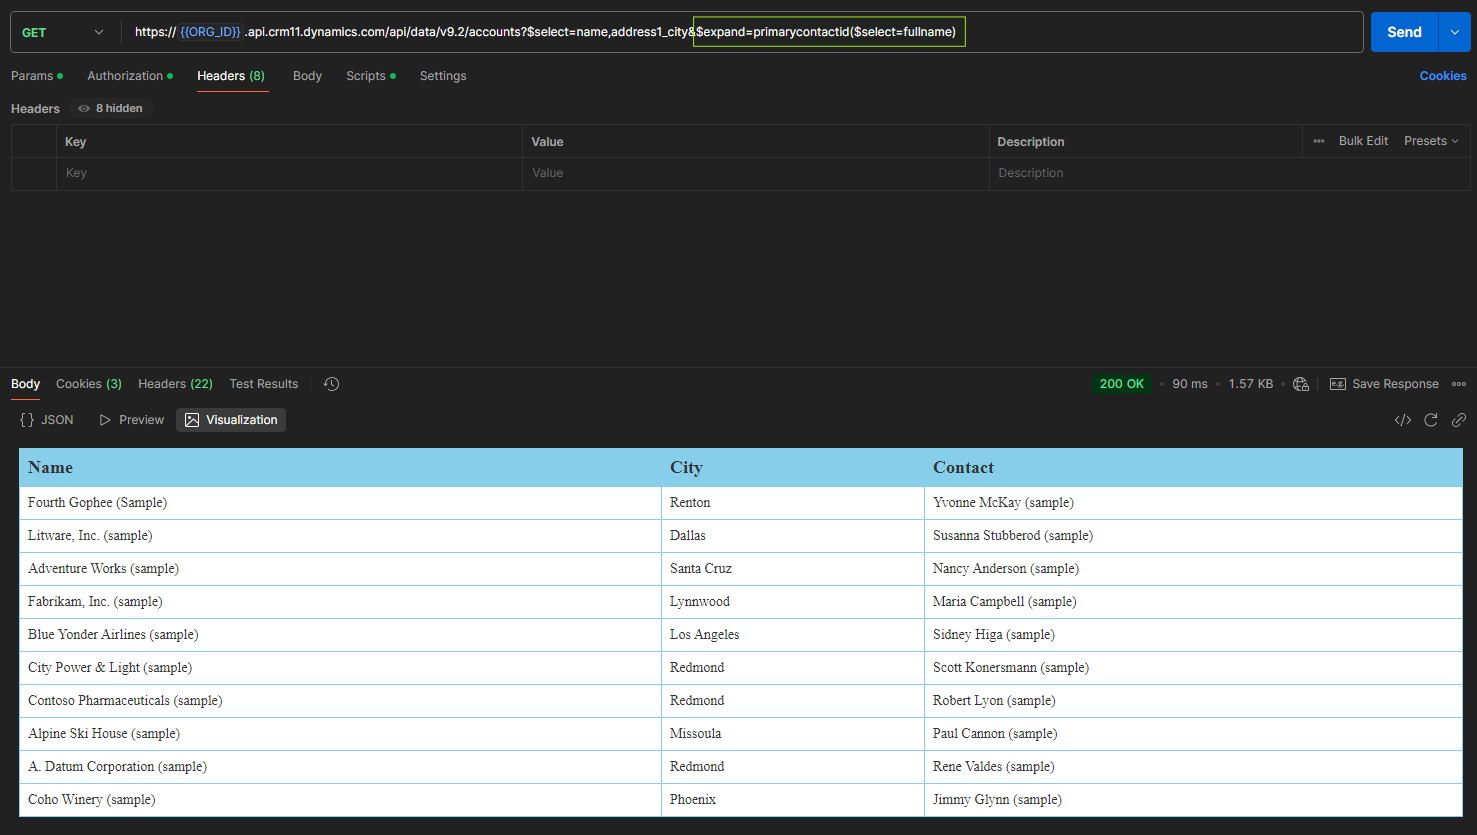 GET https:// {{ORG_ID}} .api.crm11.dynamics.com/api/data/v9.2/accounts?$select=name,address1_city&$expand=primarycontactid($select=fullname) Send
Params Authorization Headers (8) Body Scripts Settings Cookies
Headers 8 hidden
Key Value Description Bulk Edit Presets
Key Value Description
Body Cookies (3) Headers (22) Test Results 200 OK 90 ms 1.57 KB e.g. Save Response
{} JSON Preview Visualization </>
Name City Contact
Fourth Gophee (Sample) Renton Yvonne McKay (sample)
Litware, Inc. (sample) Dallas Susanna Stubberod (sample)
Adventure Works (sample) Santa Cruz Nancy Anderson (sample)
Fabrikam, Inc. (sample) Lynnwood Maria Campbell (sample)
Blue Yonder Airlines (sample) Los Angeles Sidney Higa (sample)
City Power & Light (sample) Redmond Scott Konersmann (sample)
Contoso Pharmaceuticals (sample) Redmond Robert Lyon (sample)
Alpine Ski House (sample) Missoula Paul Cannon (sample)
A. Datum Corporation (sample) Redmond Rene Valdes (sample)
Coho Winery (sample) Phoenix Jimmy Glynn (sample)